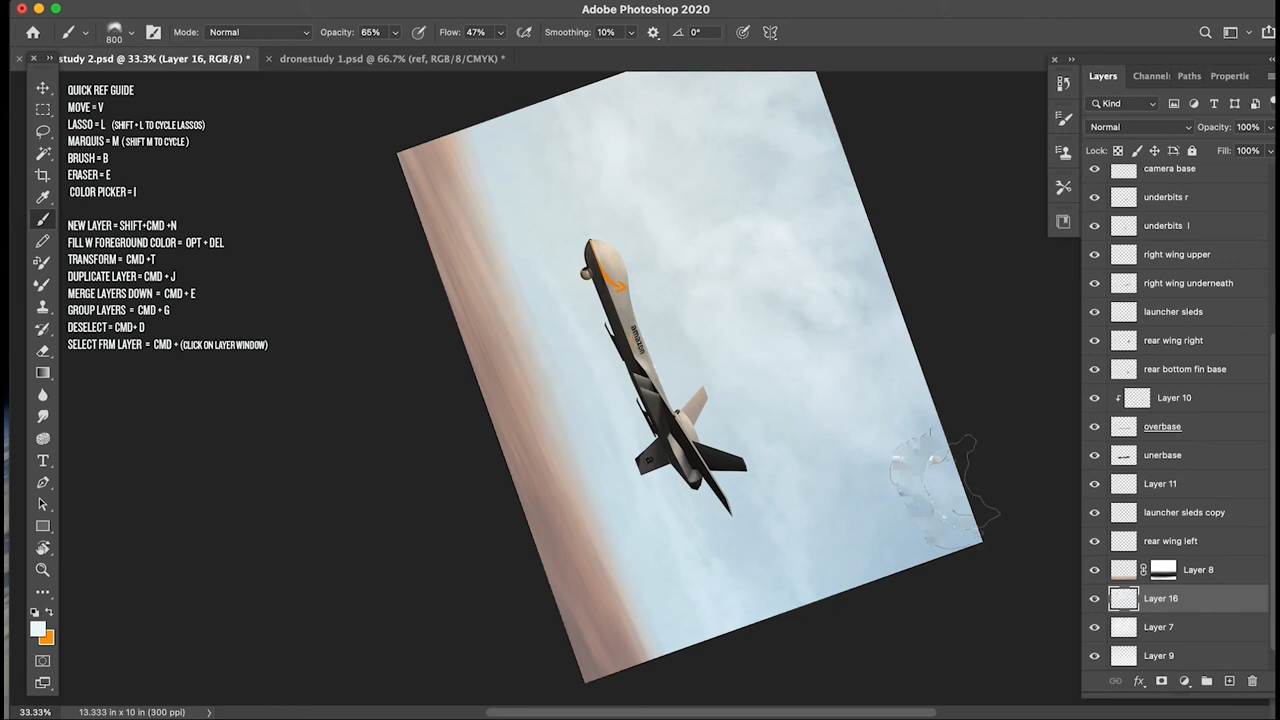 Adobe Photoshop 2020
800
Mode: Normal
Opacity: 65%
Flow: 47%
Smoothing: 10%
0°
study 2.psd @ 33.3% (Layer 16, RGB/8) *
dronestudy 1.psd @ 66.7% (ref, RGB/8/CMYK) *
QUICK REF GUIDE
MOVE = V
LASSO = L (SHIFT + L TO CYCLE LASSOS)
MARQUIS = M ( SHIFT M TO CYCLE )
BRUSH = B
ERASER = E
COLOR PICKER = I
NEW LAYER = SHIFT+CMD +N
FILL W FOREGROUND COLOR = OPT + DEL
TRANSFORM = CMD +T
DUPLICATE LAYER = CMD + J
MERGE LAYERS DOWN = CMD + E
GROUP LAYERS = CMD + G
DESELECT = CMD+ D
SELECT FRM LAYER = CMD + (CLICK ON LAYER WINDOW)
amazon
Layers
Channel:
Paths
Propertie
Kind
Normal
Opacity: 100%
Lock:
Fill: 100%
camera base
underbits r
underbits l
right wing upper
right wing underneath
launcher sleds
rear wing right
rear bottom fin base
Layer 10
overbase
unerbase
Layer 11
launcher sleds copy
rear wing left
Layer 8
Layer 16
Layer 7
Layer 9
33.33%
13.333 in x 10 in (300 ppi)